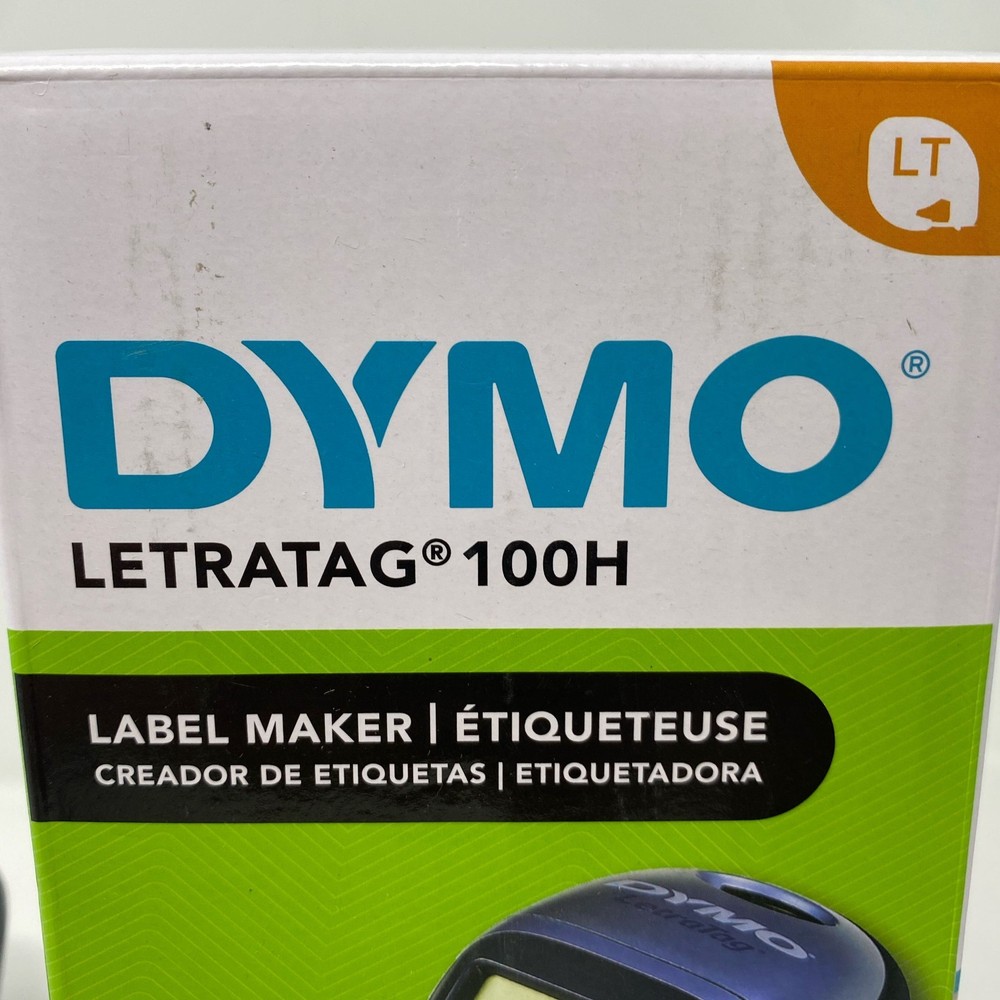 LT
DYMO®
LETRATAG® 100H
LABEL MAKER | ÉTIQUETEUSE
CREADOR DE ETIQUETAS | ETIQUETADORA
DYMO
LetraTag